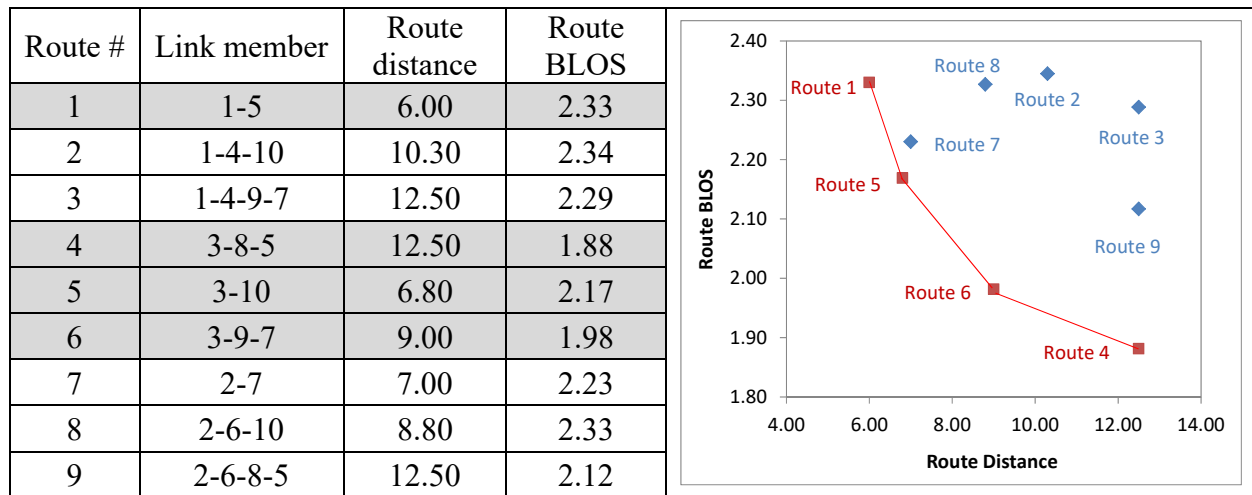 Route # Link member Route distance Route BLOS
1 1-5 6.00 2.33
2 1-4-10 10.30 2.34
3 1-4-9-7 12.50 2.29
4 3-8-5 12.50 1.88
5 3-10 6.80 2.17
6 3-9-7 9.00 1.98
7 2-7 7.00 2.23
8 2-6-10 8.80 2.33
9 2-6-8-5 12.50 2.12
2.40
2.30
2.20
2.10
2.00
1.90
1.80
Route BLOS
Route 8
Route 1
Route 2
Route 3
Route 7
Route 5
Route 9
Route 6
Route 4
4.00 6.00 8.00 10.00 12.00 14.00
Route Distance